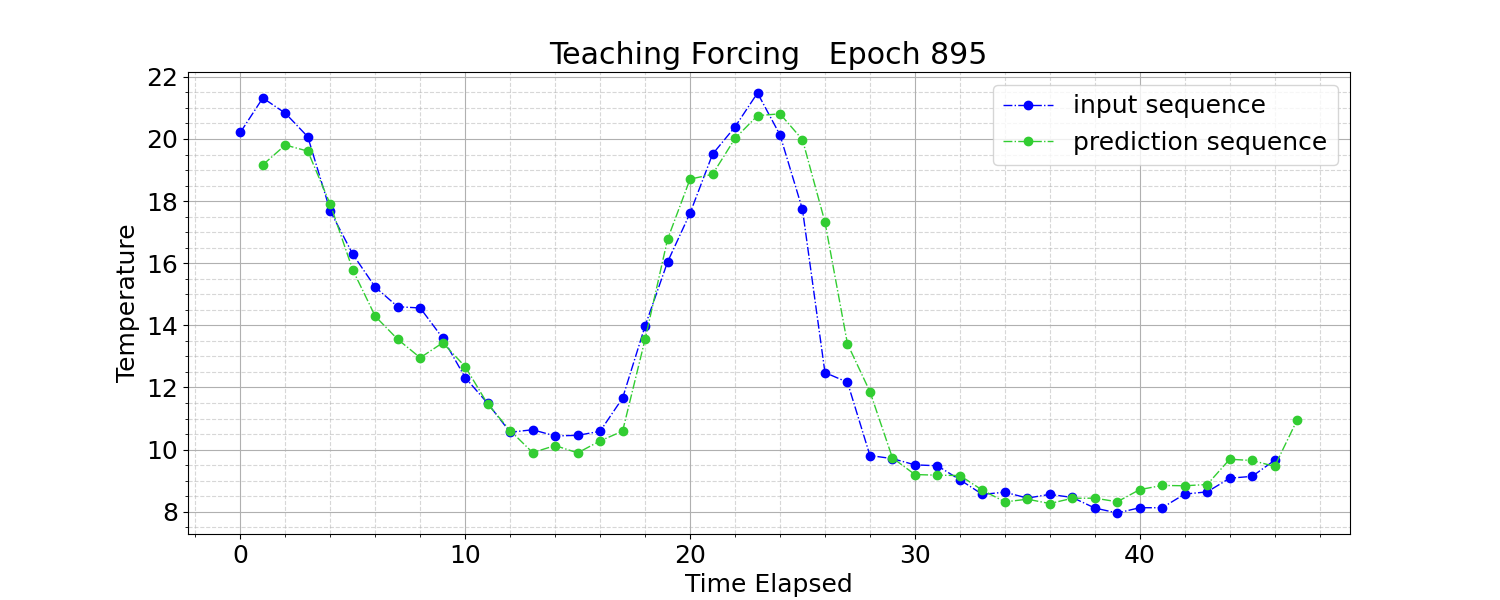 Teaching Forcing   Epoch 895
22
20
18
16
14
12
10
8
Temperature
input sequence
prediction sequence
0 10 20 30 40
Time Elapsed